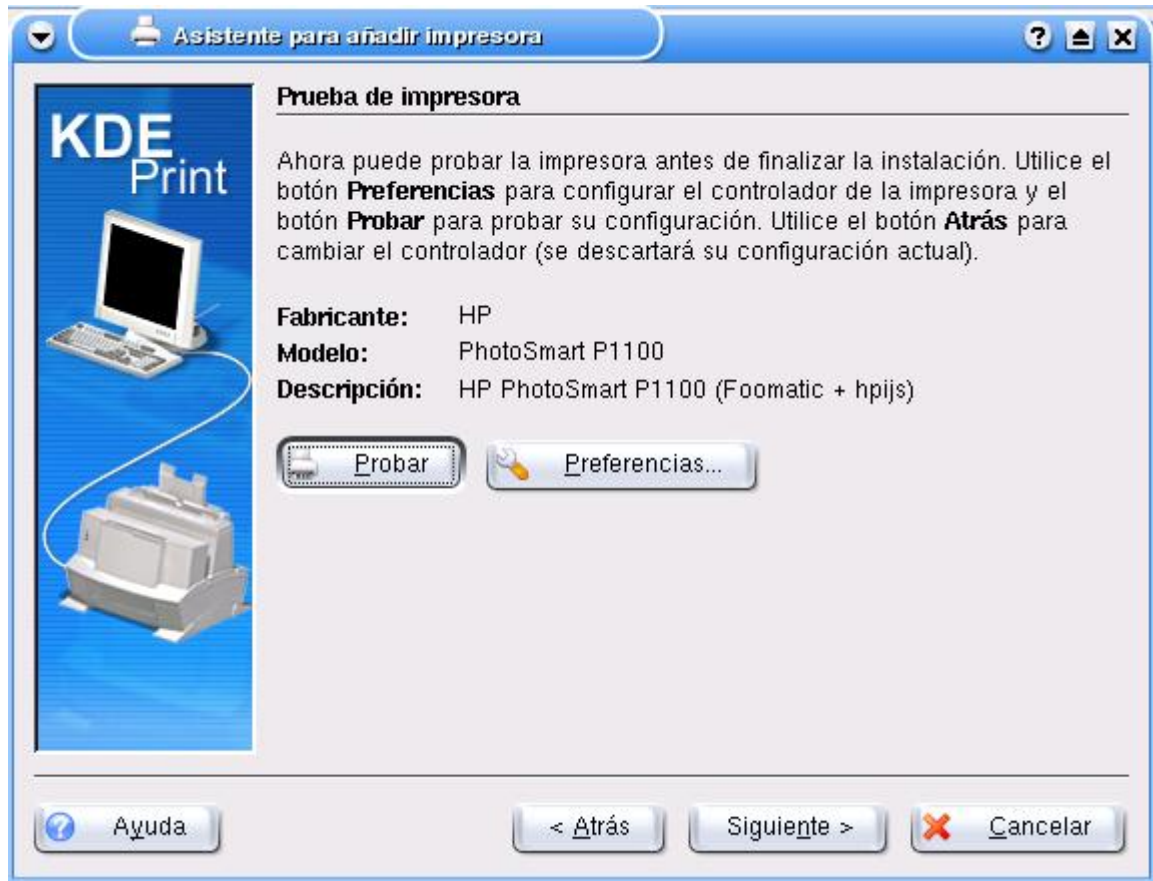 Asistente para añadir impresora
KDE
Print
Prueba de impresora
Ahora puede probar la impresora antes de finalizar la instalación. Utilice el
botón Preferencias para configurar el controlador de la impresora y el
botón Probar para probar su configuración. Utilice el botón Atrás para
cambiar el controlador (se descartará su configuración actual).
Fabricante: HP
Modelo: PhotoSmart P1100
Descripción: HP PhotoSmart P1100 (Foomatic + hpijs)
Probar Preferencias...
Ayuda < Atrás Siguiente > Cancelar